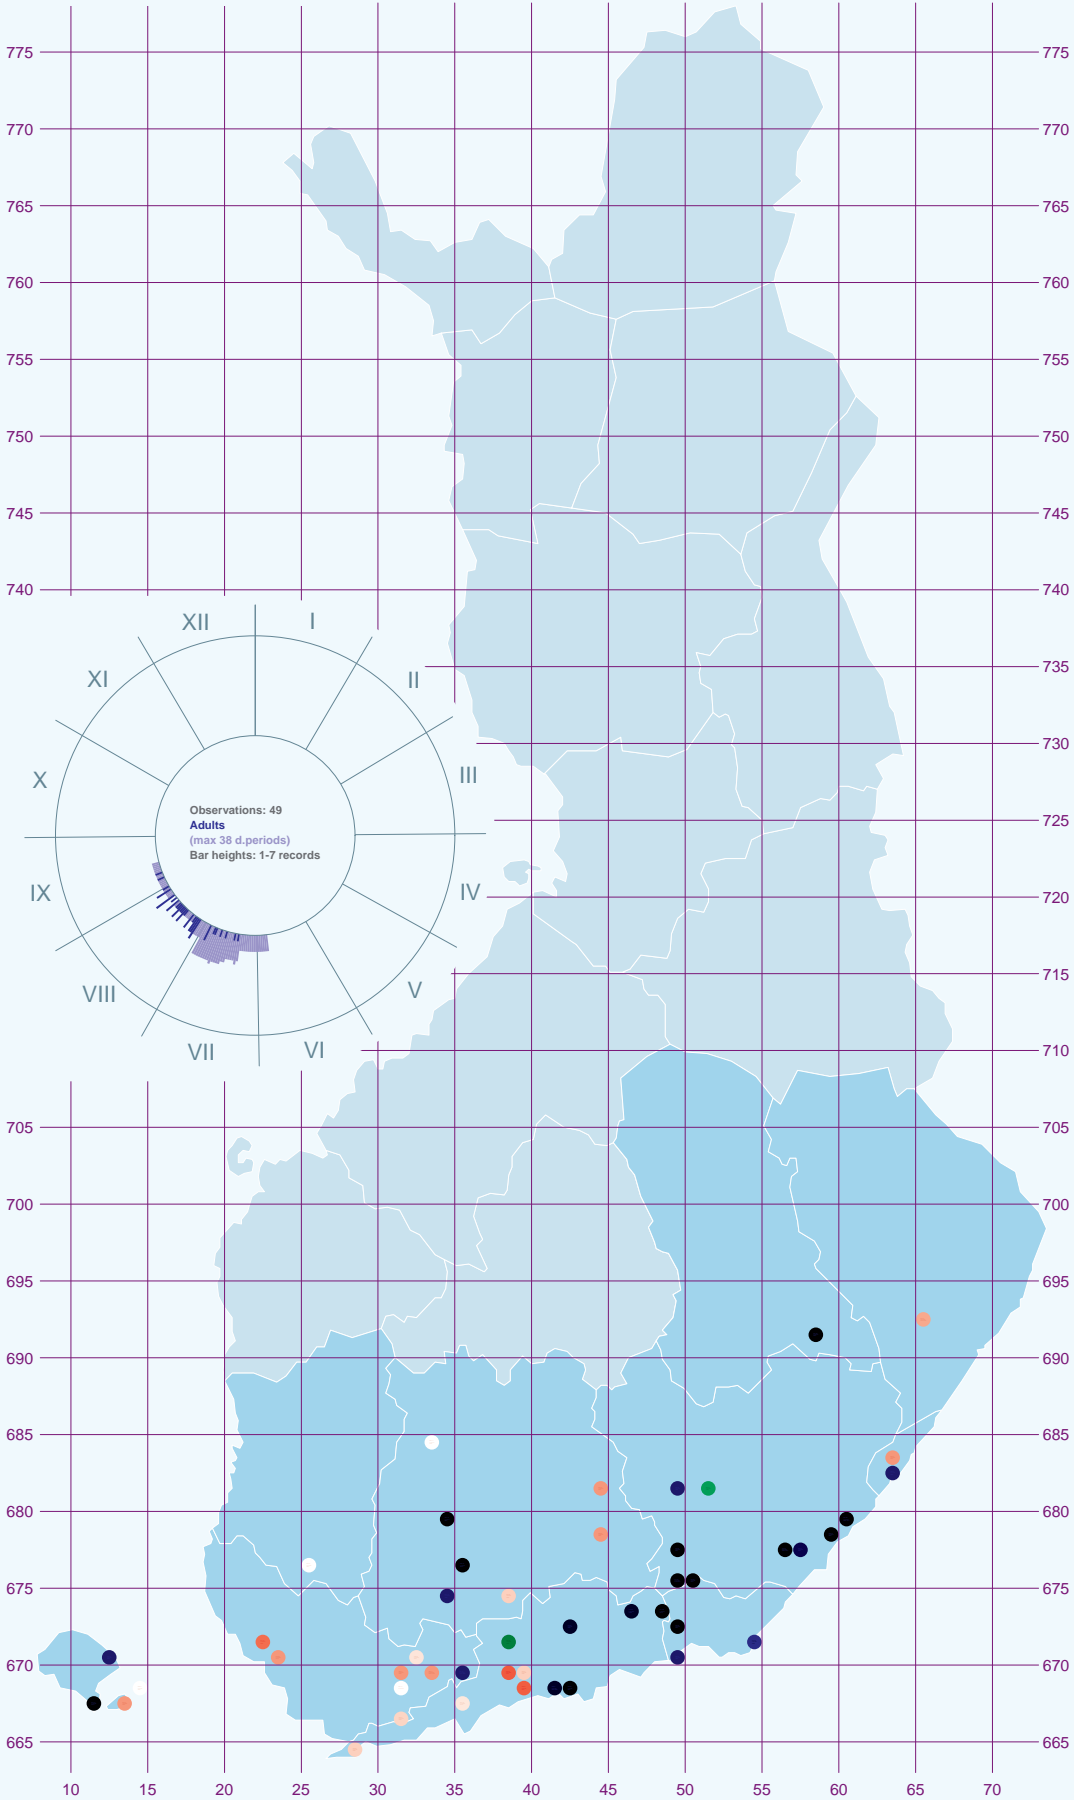 775 775
770 770
765 765
760 760
755 755
750 750
745 745
740 740
XII I
735 735
XI II
730 730
X III
725 725
Observations: 49
Adults
(max 38 d.periods)
Bar heights: 1-7 records
IX IV
720 720
VIII V
715 715
VII VI
710 710
705 705
700 700
695 695
690 690
685 685
680 680
675 675
670 670
665 665
10 15 20 25 30 35 40 45 50 55 60 65 70